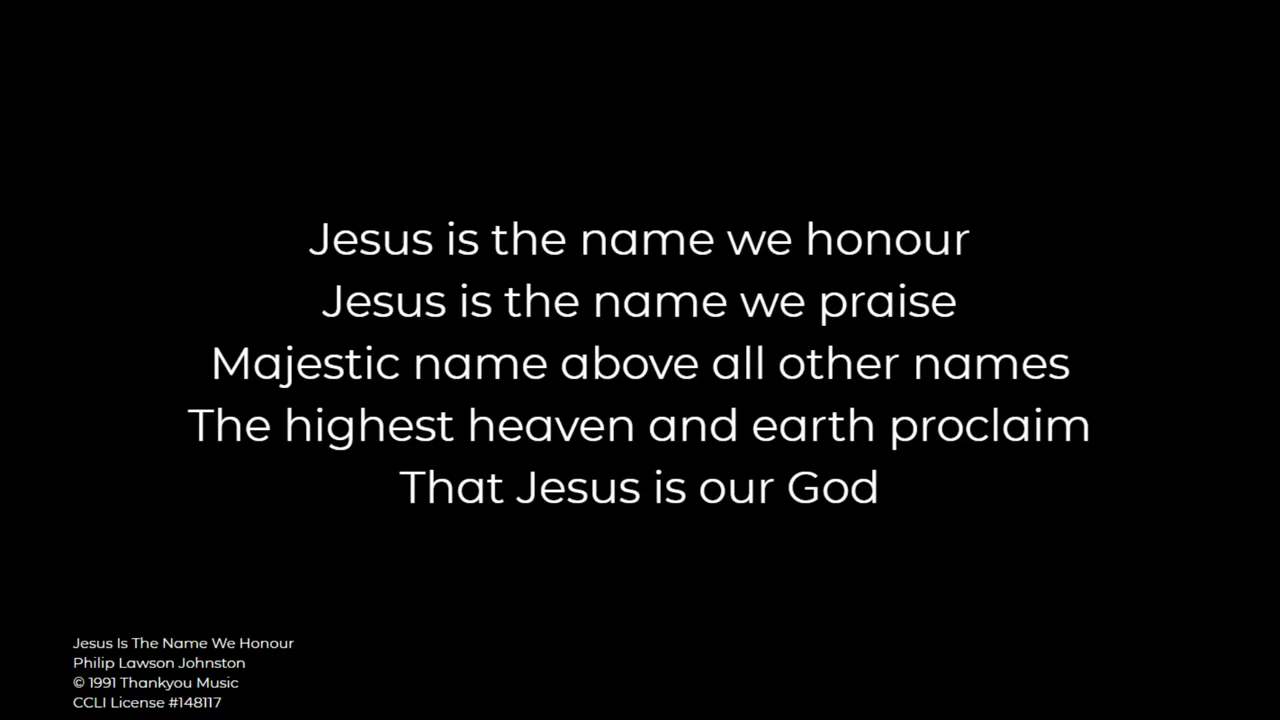 Jesus is the name we honour
Jesus is the name we praise
Majestic name above all other names
The highest heaven and earth proclaim
That Jesus is our God
Jesus Is The Name We Honour
Philip Lawson Johnston
© 1991 Thankyou Music
CCLI License #148117